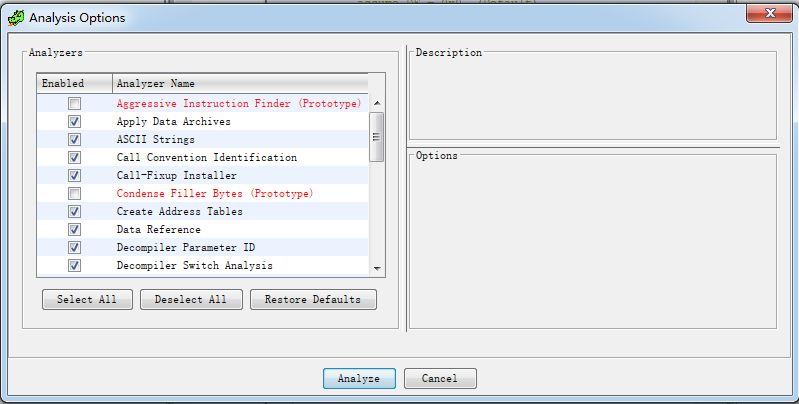 Analysis Options
Analyzers
Enabled Analyzer Name
Aggressive Instruction Finder (Prototype)
Apply Data Archives
ASCII Strings
Call Convention Identification
Call-Fixup Installer
Condense Filler Bytes (Prototype)
Create Address Tables
Data Reference
Decompiler Parameter ID
Decompiler Switch Analysis
Select All Deselect All Restore Defaults
Description
Options
Analyze Cancel